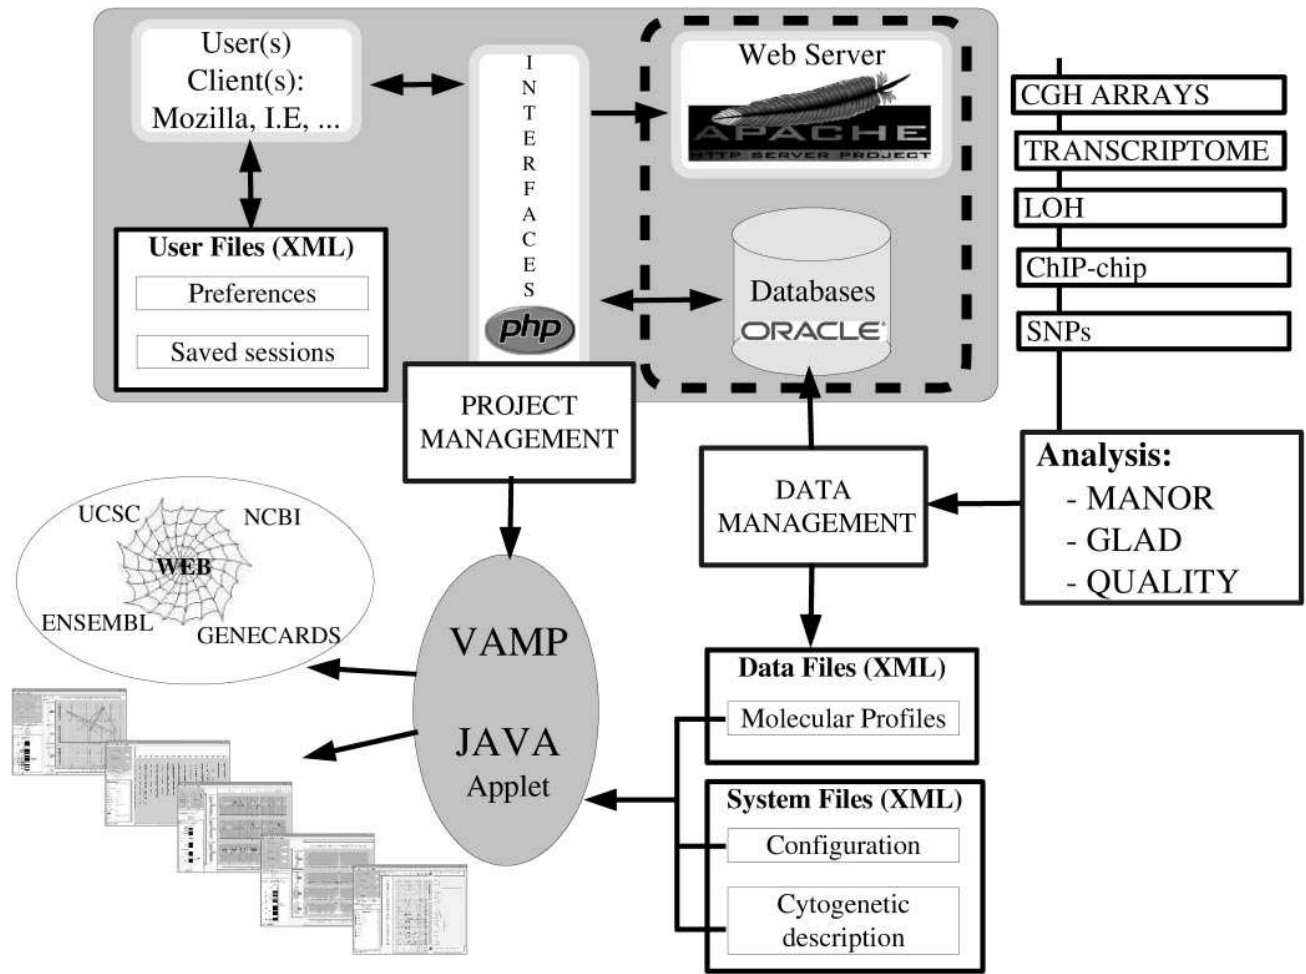 User(s)
Client(s):
Mozilla, I.E, ...
User Files (XML)
Preferences
Saved sessions
INTERFACES
php
Web Server
APACHE
HTTP SERVER PROJECT
Databases
ORACLE
CGH ARRAYS
TRANSCRIPTOME
LOH
ChIP-chip
SNPs
PROJECT
MANAGEMENT
DATA
MANAGEMENT
Analysis:
- MANOR
- GLAD
- QUALITY
UCSC
NCBI
WEB
ENSEMBL
GENECARDS
VAMP
JAVA
Applet
Data Files (XML)
Molecular Profiles
System Files (XML)
Configuration
Cytogenetic
description